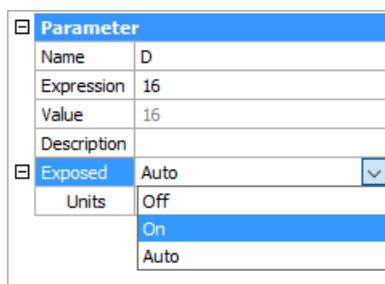 Parameter
Name D
Expression 16
Value 16
Description
Exposed Auto
Units Off
On
Auto